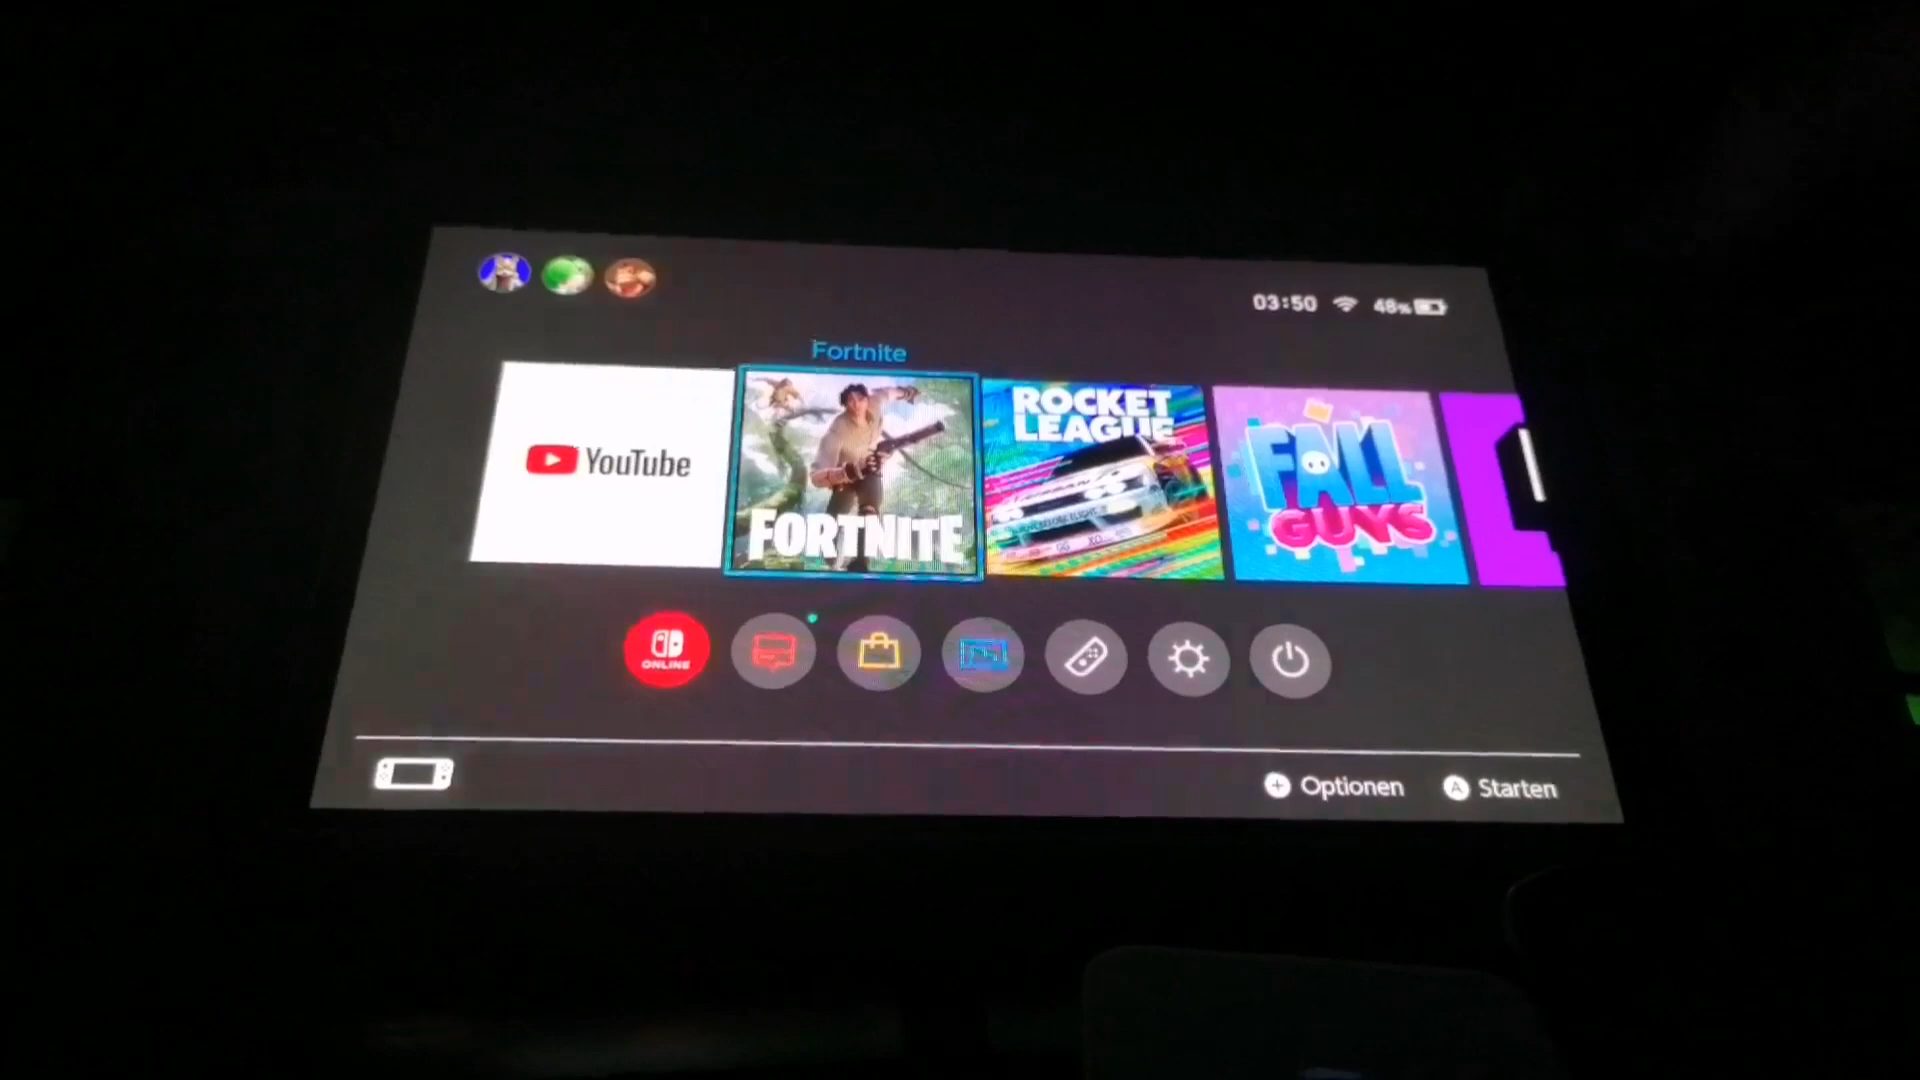 03:50 48%
Fortnite
YouTube
FORTNITE
ROCKET
LEAGUE
FALL
GUYS
ONLINE
+ Optionen A Starten